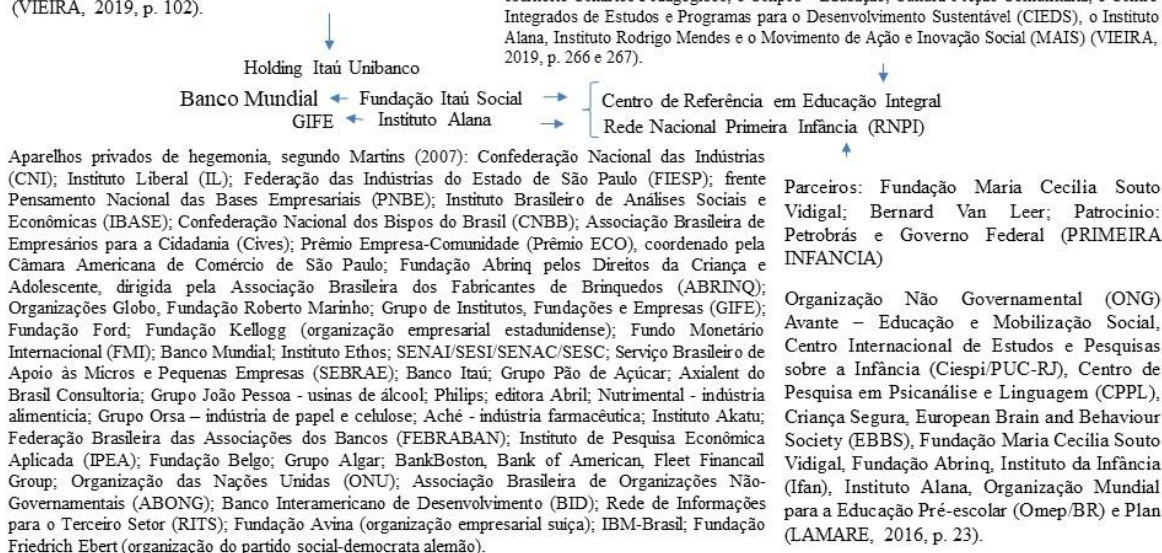 (VIEIRA, 2019, p. 102).
Integrados de Estudos e Programas para o Desenvolvimento Sustentável (CIEDS), o Instituto
Alana, Instituto Rodrigo Mendes e o Movimento de Ação e Inovação Social (MAIS) (VIEIRA,
2019, p. 266 e 267).
Holding Itaú Unibanco
Banco Mundial ← Fundação Itaú Social →
GIFE ← Instituto Alana →
Centro de Referência em Educação Integral
Rede Nacional Primeira Infância (RNPI)
Aparelhos privados de hegemonia, segundo Martins (2007): Confederação Nacional das Indústrias
(CNI); Instituto Liberal (IL); Federação das Indústrias do Estado de São Paulo (FIESP); frente
Pensamento Nacional das Bases Empresariais (PNBE); Instituto Brasileiro de Análises Sociais e
Econômicas (IBASE); Confederação Nacional dos Bispos do Brasil (CNBB); Associação Brasileira de
Empresários para a Cidadania (Cives); Prêmio Empresa-Comunidade (Prêmio ECO), coordenado pela
Câmara Americana de Comércio de São Paulo; Fundação Abrinq pelos Direitos da Criança e
Adolescente, dirigida pela Associação Brasileira dos Fabricantes de Brinquedos (ABRINQ);
Organizações Globo, Fundação Roberto Marinho; Grupo de Institutos, Fundações e Empresas (GIFE);
Fundação Ford; Fundação Kellogg (organização empresarial estadunidense); Fundo Monetário
Internacional (FMI); Banco Mundial; Instituto Ethos; SENAI/SESI/SENAC/SESC; Serviço Brasileiro de
Apoio às Micros e Pequenas Empresas (SEBRAE); Banco Itaú; Grupo Pão de Açúcar; Axialent do
Brasil Consultoria; Grupo João Pessoa - usinas de álcool; Philips; editora Abril; Nutrimental - indústria
alimentícia; Grupo Orsa – indústria de papel e celulose; Aché - indústria farmacêutica; Instituto Akatu;
Federação Brasileira das Associações dos Bancos (FEBRABAN); Instituto de Pesquisa Econômica
Aplicada (IPEA); Fundação Belgo; Grupo Algar; BankBoston, Bank of American, Fleet Financail
Group; Organização das Nações Unidas (ONU); Associação Brasileira de Organizações Não-
Governamentais (ABONG); Banco Interamericano de Desenvolvimento (BID); Rede de Informações
para o Terceiro Setor (RITS); Fundação Avina (organização empresarial suiça); IBM-Brasil; Fundação
Friedrich Ebert (organização do partido social-democrata alemão).
Parceiros: Fundação Maria Cecilia Souto
Vidigal; Bernard Van Leer; Patrocínio:
Petrobrás e Governo Federal (PRIMEIRA
INFANCIA)
Organização Não Governamental (ONG)
Avante – Educação e Mobilização Social,
Centro Internacional de Estudos e Pesquisas
sobre a Infância (Ciespi/PUC-RJ), Centro de
Pesquisa em Psicanálise e Linguagem (CPPL),
Criança Segura, European Brain and Behaviour
Society (EBBS), Fundação Maria Cecilia Souto
Vidigal, Fundação Abrinq, Instituto da Infância
(Ifan), Instituto Alana, Organização Mundial
para a Educação Pré-escolar (Omep/BR) e Plan
(LAMARE, 2016, p. 23).